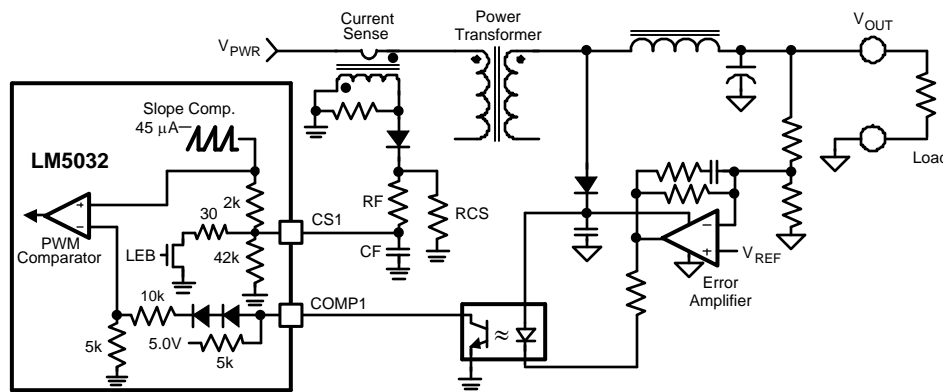 Current
Sense
Power
Transformer
V_OUT
V_PWR
Slope Comp.
45 μA
LM5032
2k
30
CS1
RF
RCS
CF
Load
PWM
Comparator
LEB
42k
+
−
−
+
V_REF
Error
Amplifier
10k
COMP1
5.0V
5k
5k
≈